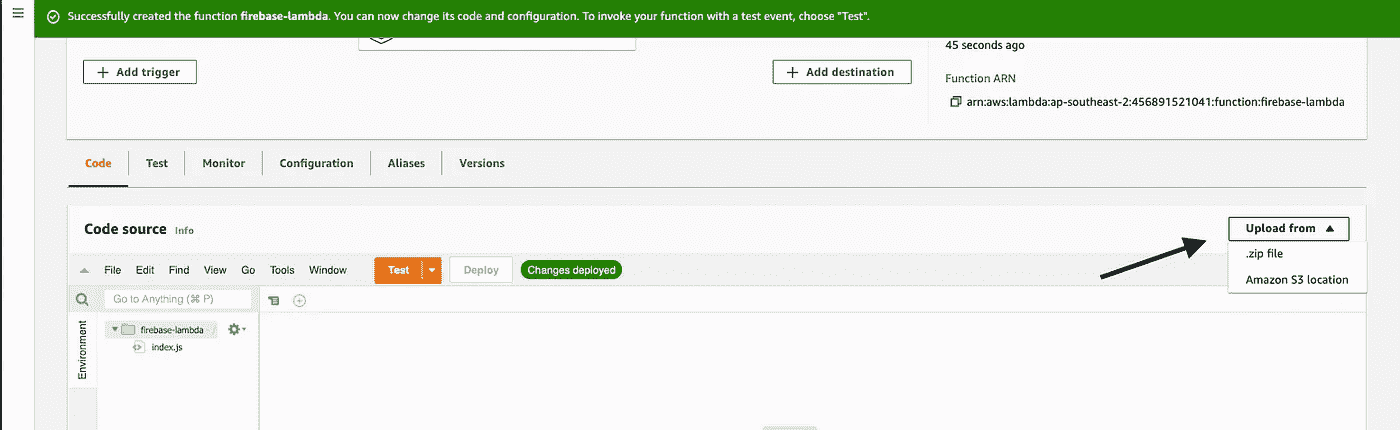 Successfully created the function firebase-lambda. You can now change its code and configuration. To invoke your function with a test event, choose "Test".
45 seconds ago
+ Add trigger
+ Add destination
Function ARN
arn:aws:lambda:ap-southeast-2:456891521041:function:firebase-lambda
Code Test Monitor Configuration Aliases Versions
Code source Info
Upload from
.zip file
Amazon S3 location
File Edit Find View Go Tools Window Test Deploy Changes deployed
Go to Anything (⌘ P)
Environment
firebase-lambda /
index.js